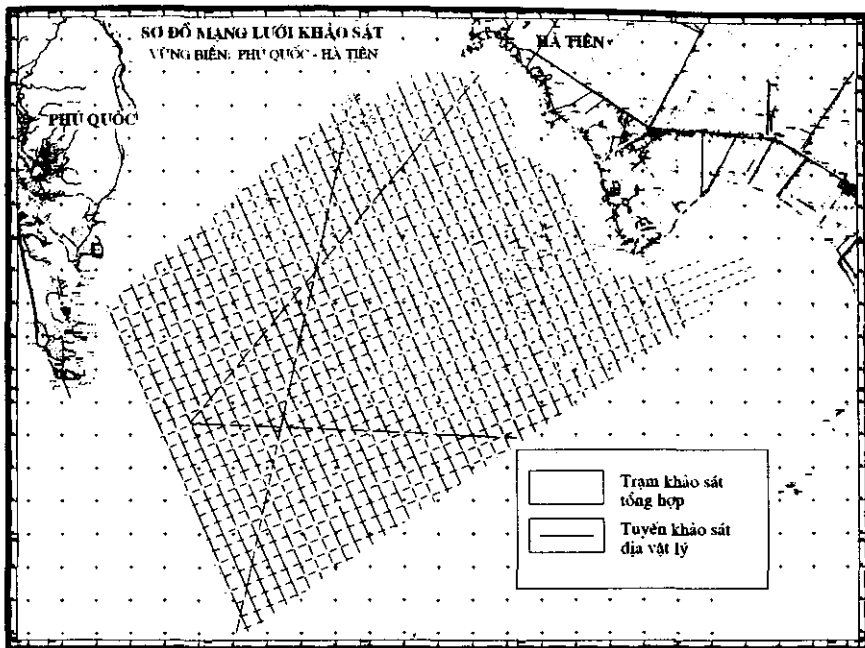 SƠ ĐỒ MẠNG LƯỚI KHẢO SÁT
VÙNG BIỂN: PHÚ QUỐC - HÀ TIÊN
HÀ TIÊN
PHÚ QUỐC
Trạm khảo sát
tổng hợp
Tuyến khảo sát
địa vật lý